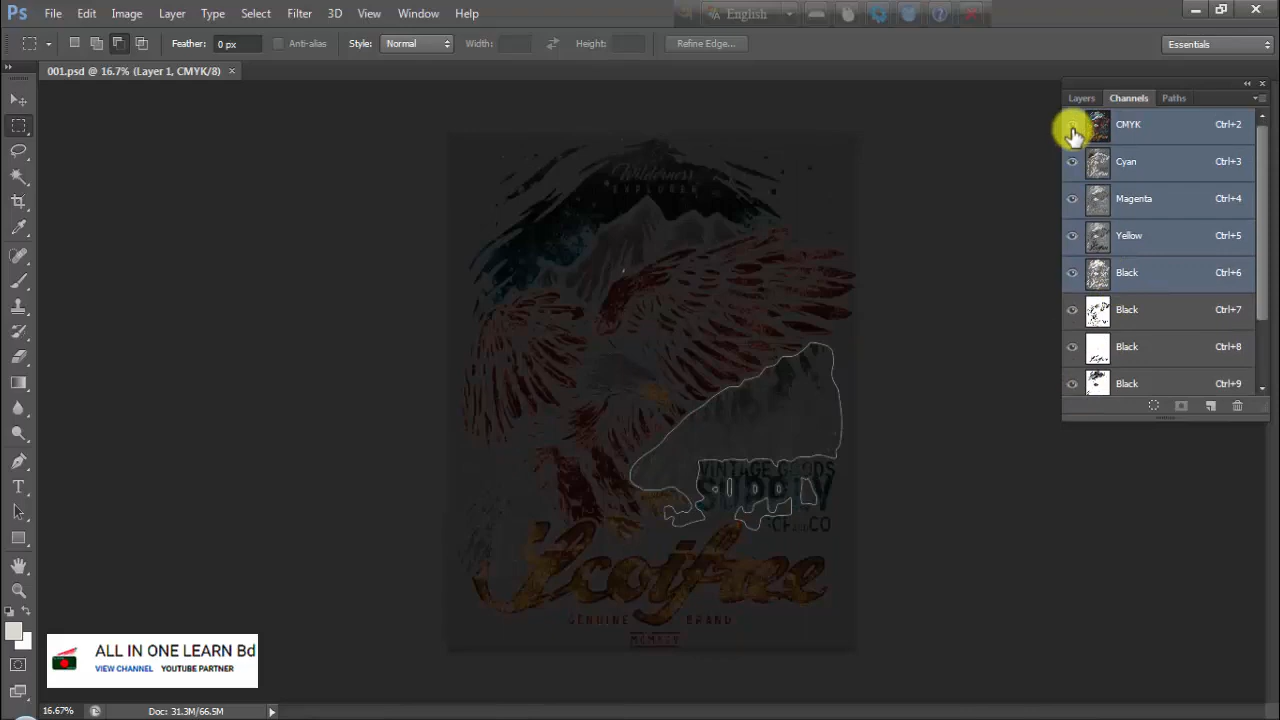 Ps File Edit Image Layer Type Select Filter 3D View Window Help
English
Feather: 0 px Anti-alias Style: Normal Width: Height: Refine Edge... Essentials
001.psd @ 16.7% (Layer 1, CMYK/8) ×
Layers Channels Paths
CMYK Ctrl+2
Cyan Ctrl+3
Magenta Ctrl+4
Yellow Ctrl+5
Black Ctrl+6
Black Ctrl+7
Black Ctrl+8
Black Ctrl+9
Wilderness
EXPLORER
VINTAGE GOODS
SUPPLY
Scotfree
GENUINE BRAND
ALL IN ONE LEARN Bd
VIEW CHANNEL YOUTUBE PARTNER
16.67% Doc: 31.3M/66.5M